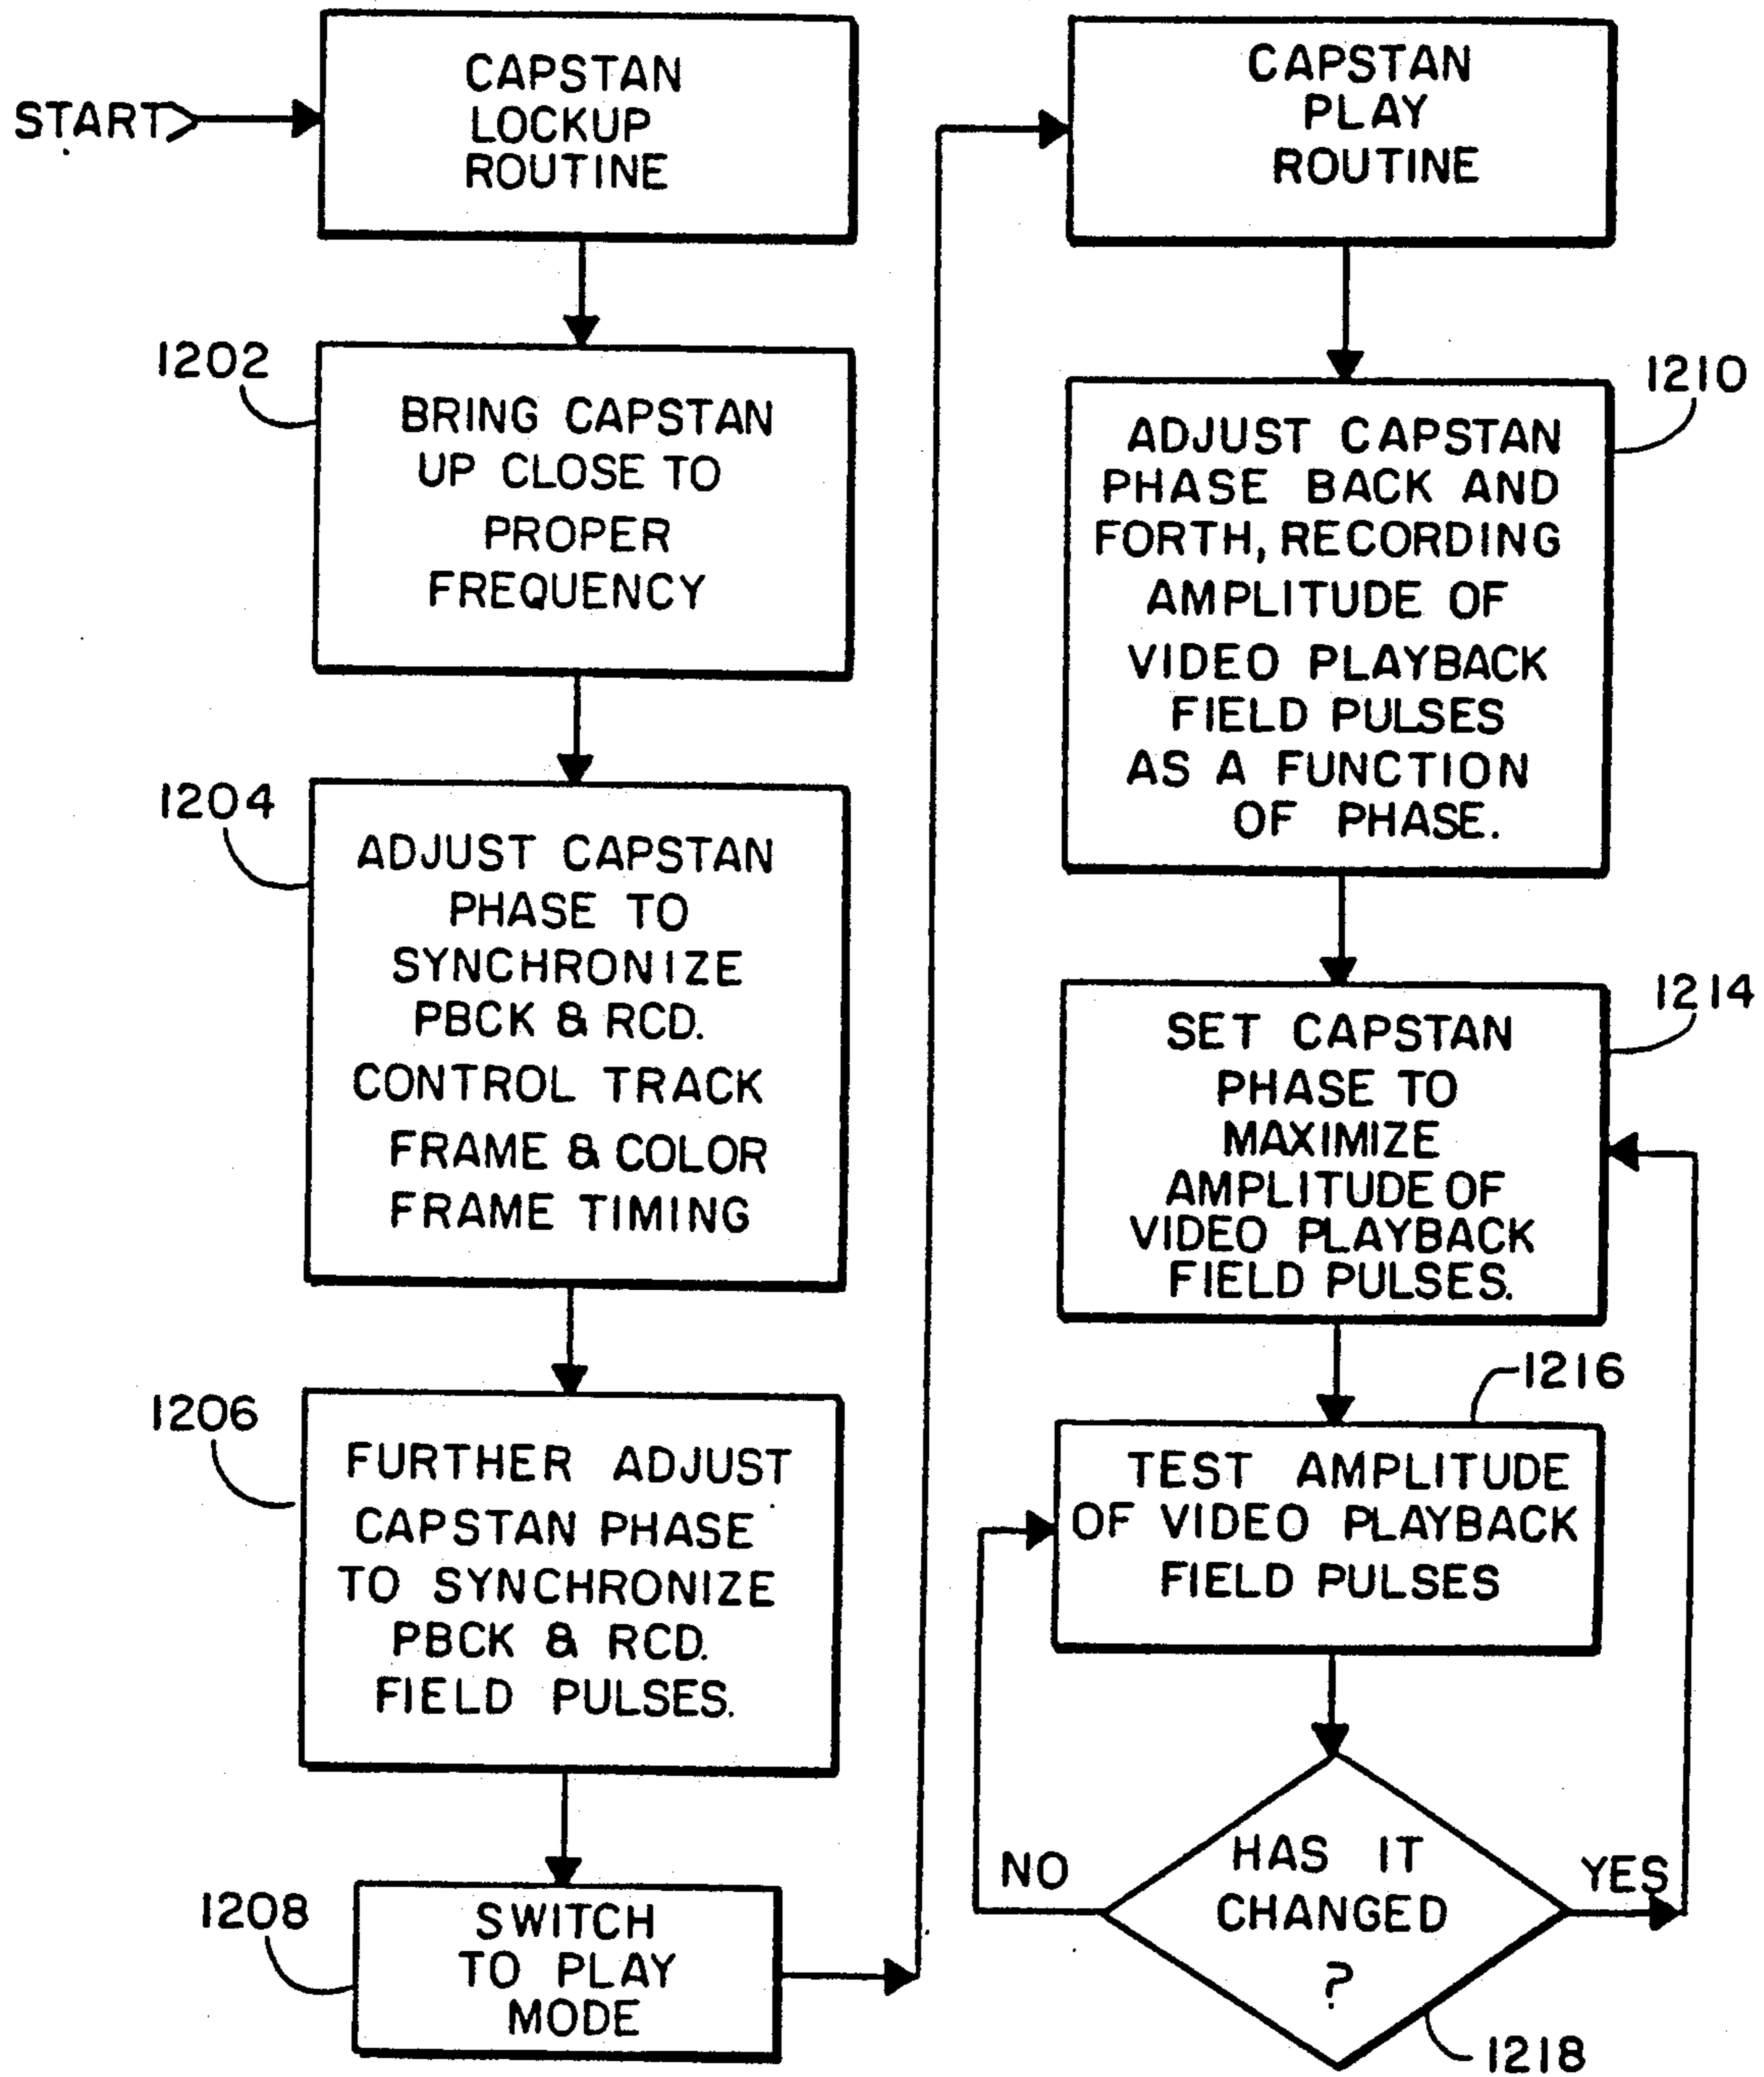 START
CAPSTAN
LOCKUP
ROUTINE
1202
BRING CAPSTAN
UP CLOSE TO
PROPER
FREQUENCY
1204
ADJUST CAPSTAN
PHASE TO
SYNCHRONIZE
PBCK & RCD.
CONTROL TRACK
FRAME & COLOR
FRAME TIMING
1206
FURTHER ADJUST
CAPSTAN PHASE
TO SYNCHRONIZE
PBCK & RCD.
FIELD PULSES.
1208
SWITCH
TO PLAY
MODE
CAPSTAN
PLAY
ROUTINE
1210
ADJUST CAPSTAN
PHASE BACK AND
FORTH, RECORDING
AMPLITUDE OF
VIDEO PLAYBACK
FIELD PULSES
AS A FUNCTION
OF PHASE.
1214
SET CAPSTAN
PHASE TO
MAXIMIZE
AMPLITUDE OF
VIDEO PLAYBACK
FIELD PULSES.
1216
TEST AMPLITUDE
OF VIDEO PLAYBACK
FIELD PULSES
NO
HAS IT
CHANGED
?
YES
1218